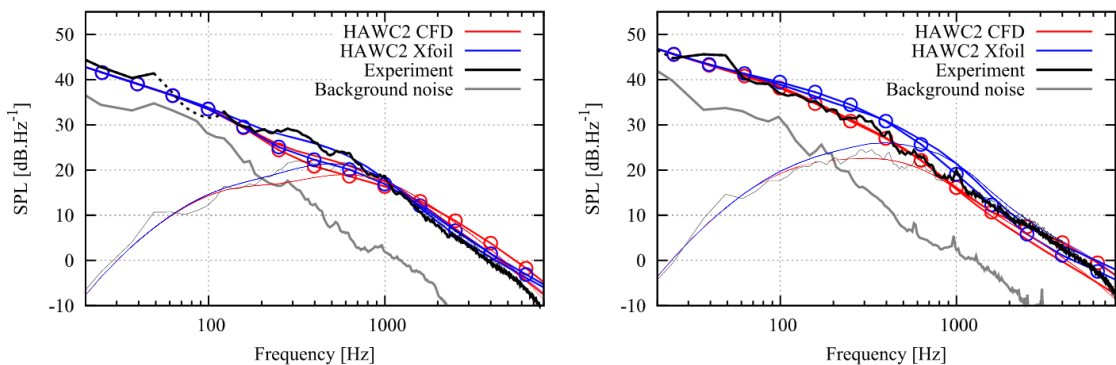 HAWC2 CFD
HAWC2 Xfoil
Experiment
Background noise
SPL [dB.Hz⁻¹]
50
40
30
20
10
0
-10
100
1000
Frequency [Hz]
HAWC2 CFD
HAWC2 Xfoil
Experiment
Background noise
SPL [dB.Hz⁻¹]
50
40
30
20
10
0
-10
100
1000
Frequency [Hz]